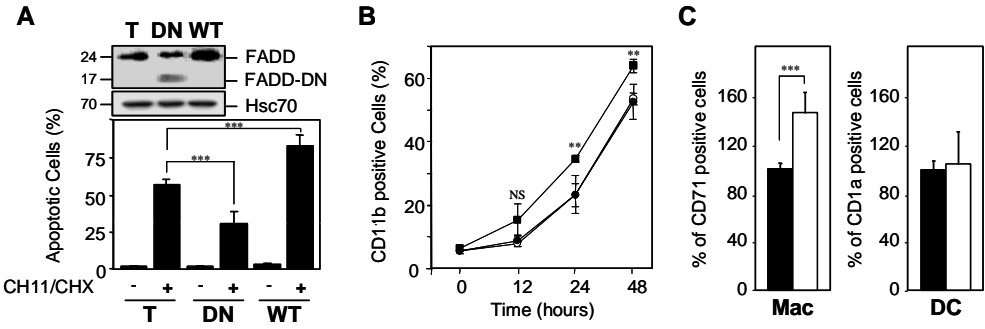 A
T DN WT
24 FADD
17 FADD-DN
70 Hsc70
Apoptotic Cells (%)
75
50
25
0
***
***
CH11/CHX - + - + - +
T DN WT
B
CD11b positive Cells (%)
60
40
20
0
NS
**
**
0 12 24 48
Time (hours)
C
% of CD71 positive cells
160
120
80
40
0
***
Mac
% of CD1a positive cells
160
120
80
40
0
DC